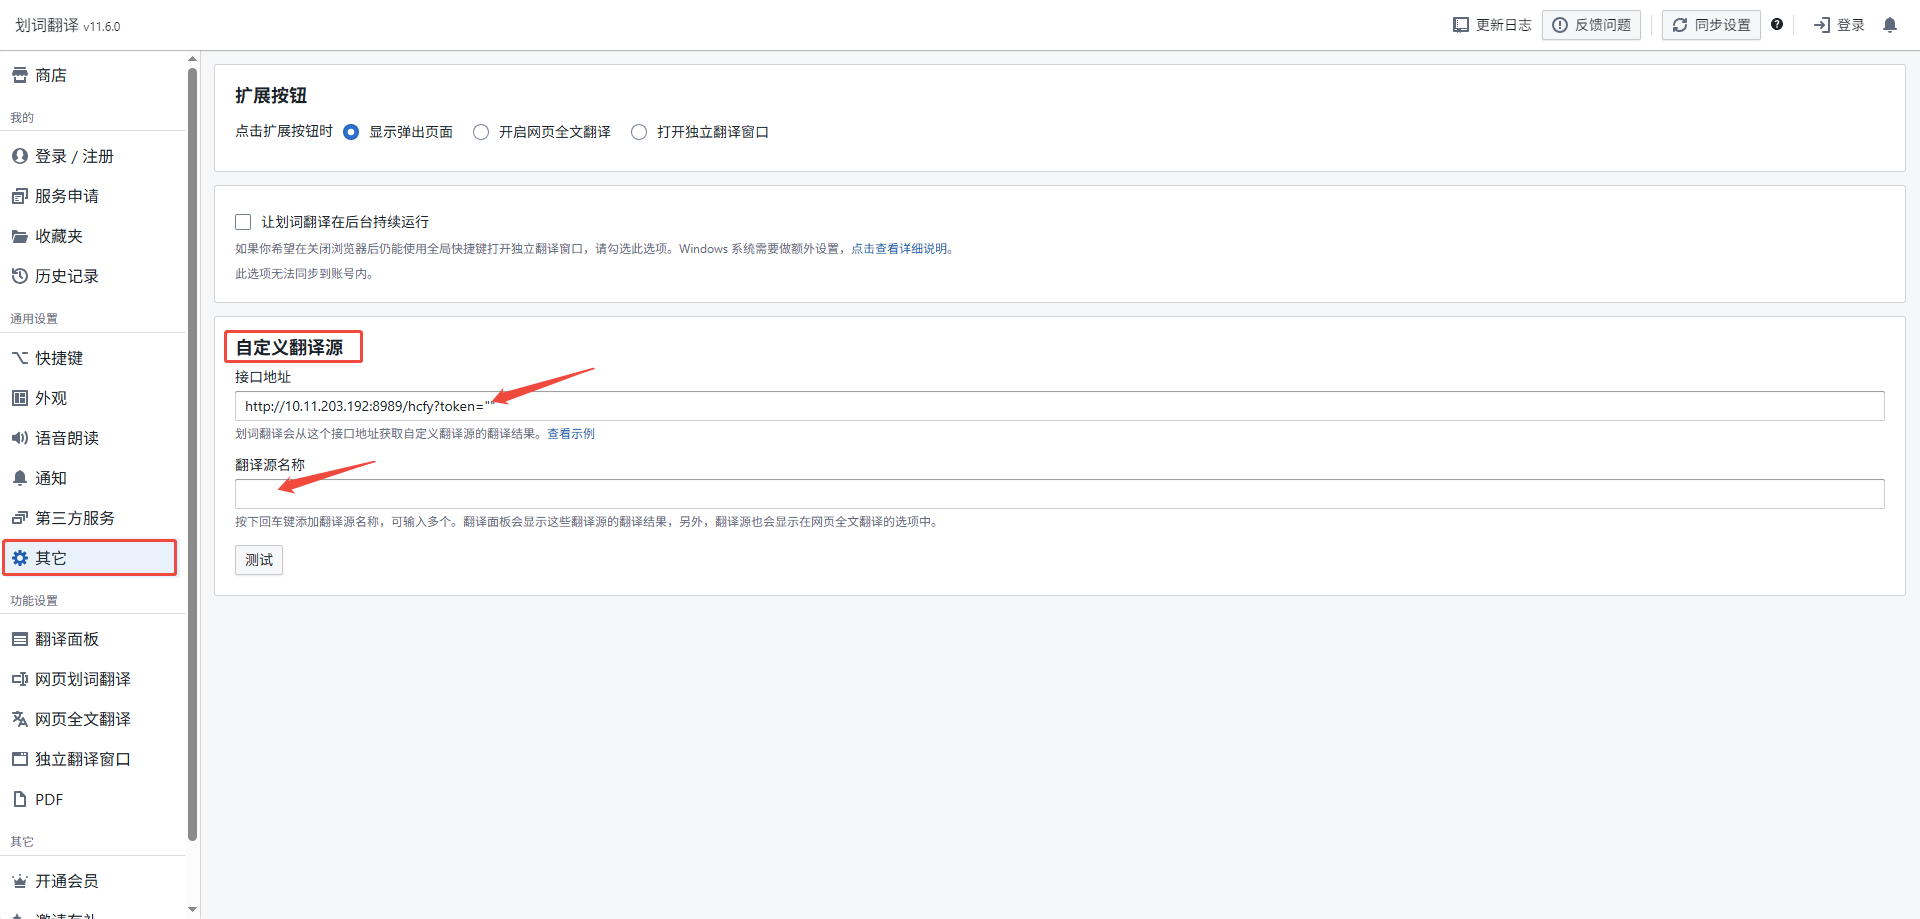 划词翻译 v11.6.0
更新日志
反馈问题
同步设置
登录
商店
我的
登录 / 注册
服务申请
收藏夹
历史记录
通用设置
快捷键
外观
语音朗读
通知
第三方服务
其它
功能设置
翻译面板
网页划词翻译
网页全文翻译
独立翻译窗口
PDF
其它
开通会员
邀请有礼
扩展按钮
点击扩展按钮时 显示弹出页面 开启网页全文翻译 打开独立翻译窗口
让划词翻译在后台持续运行
如果你希望在关闭浏览器后仍能使用全局快捷键打开独立翻译窗口，请勾选此选项。Windows 系统需要做额外设置，点击查看详细说明。
此选项无法同步到账号内。
自定义翻译源
接口地址
http://10.11.203.192:8989/hcfy?token=""
划词翻译会从这个接口地址获取自定义翻译源的翻译结果。查看示例
翻译源名称
按下回车键添加翻译源名称，可输入多个。翻译面板会显示这些翻译源的翻译结果，另外，翻译源也会显示在网页全文翻译的选项中。
测试